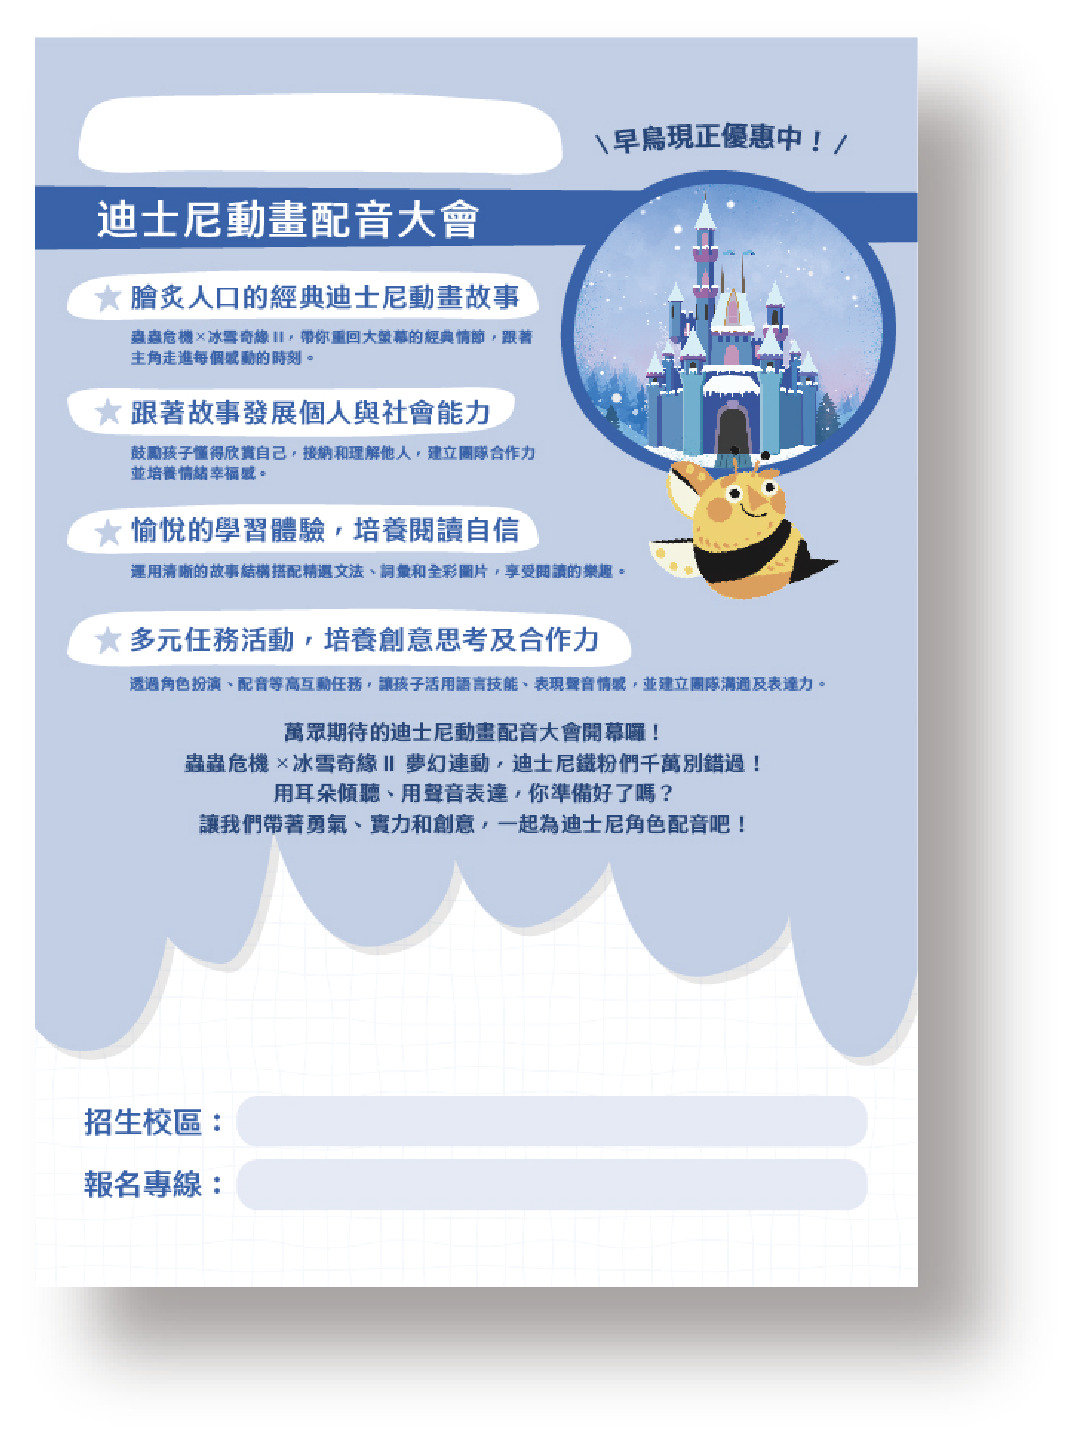 \ 早鳥現正優惠中！/
迪士尼動畫配音大會
膾炙人口的經典迪士尼動畫故事
蟲蟲危機×冰雪奇緣 II，帶你重回大螢幕的經典情節，跟著
主角走進每個感動的時刻。
跟著故事發展個人與社會能力
鼓勵孩子懂得欣賞自己，接納和理解他人，建立團隊合作力
並培養情緒幸福感。
愉悅的學習體驗，培養閱讀自信
運用清晰的故事結構搭配精選文法、詞彙和全彩圖片，享受閱讀的樂趣。
多元任務活動，培養創意思考及合作力
透過角色扮演、配音等高互動任務，讓孩子活用語言技能、表現聲音情感，並建立團隊溝通及表達力。
萬眾期待的迪士尼動畫配音大會開幕囉！
蟲蟲危機 ×冰雪奇緣 II 夢幻連動，迪士尼鐵粉們千萬別錯過！
用耳朵傾聽、用聲音表達，你準備好了嗎？
讓我們帶著勇氣、實力和創意，一起為迪士尼角色配音吧！
招生校區：
報名專線：